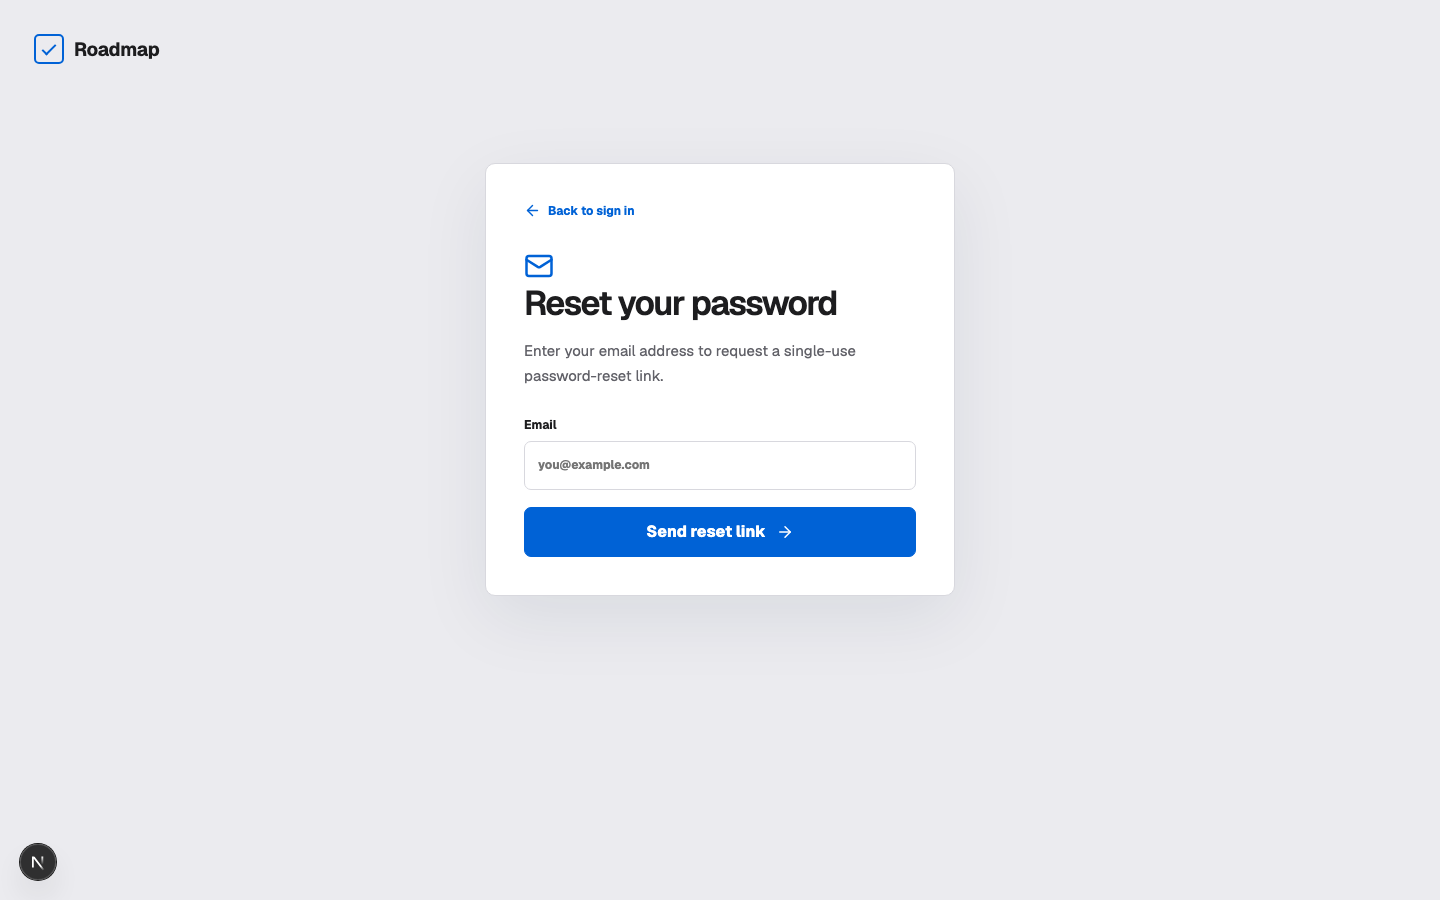 Roadmap
Back to sign in
Reset your password
Enter your email address to request a single-use
password-reset link.
Email
you@example.com
Send reset link
N